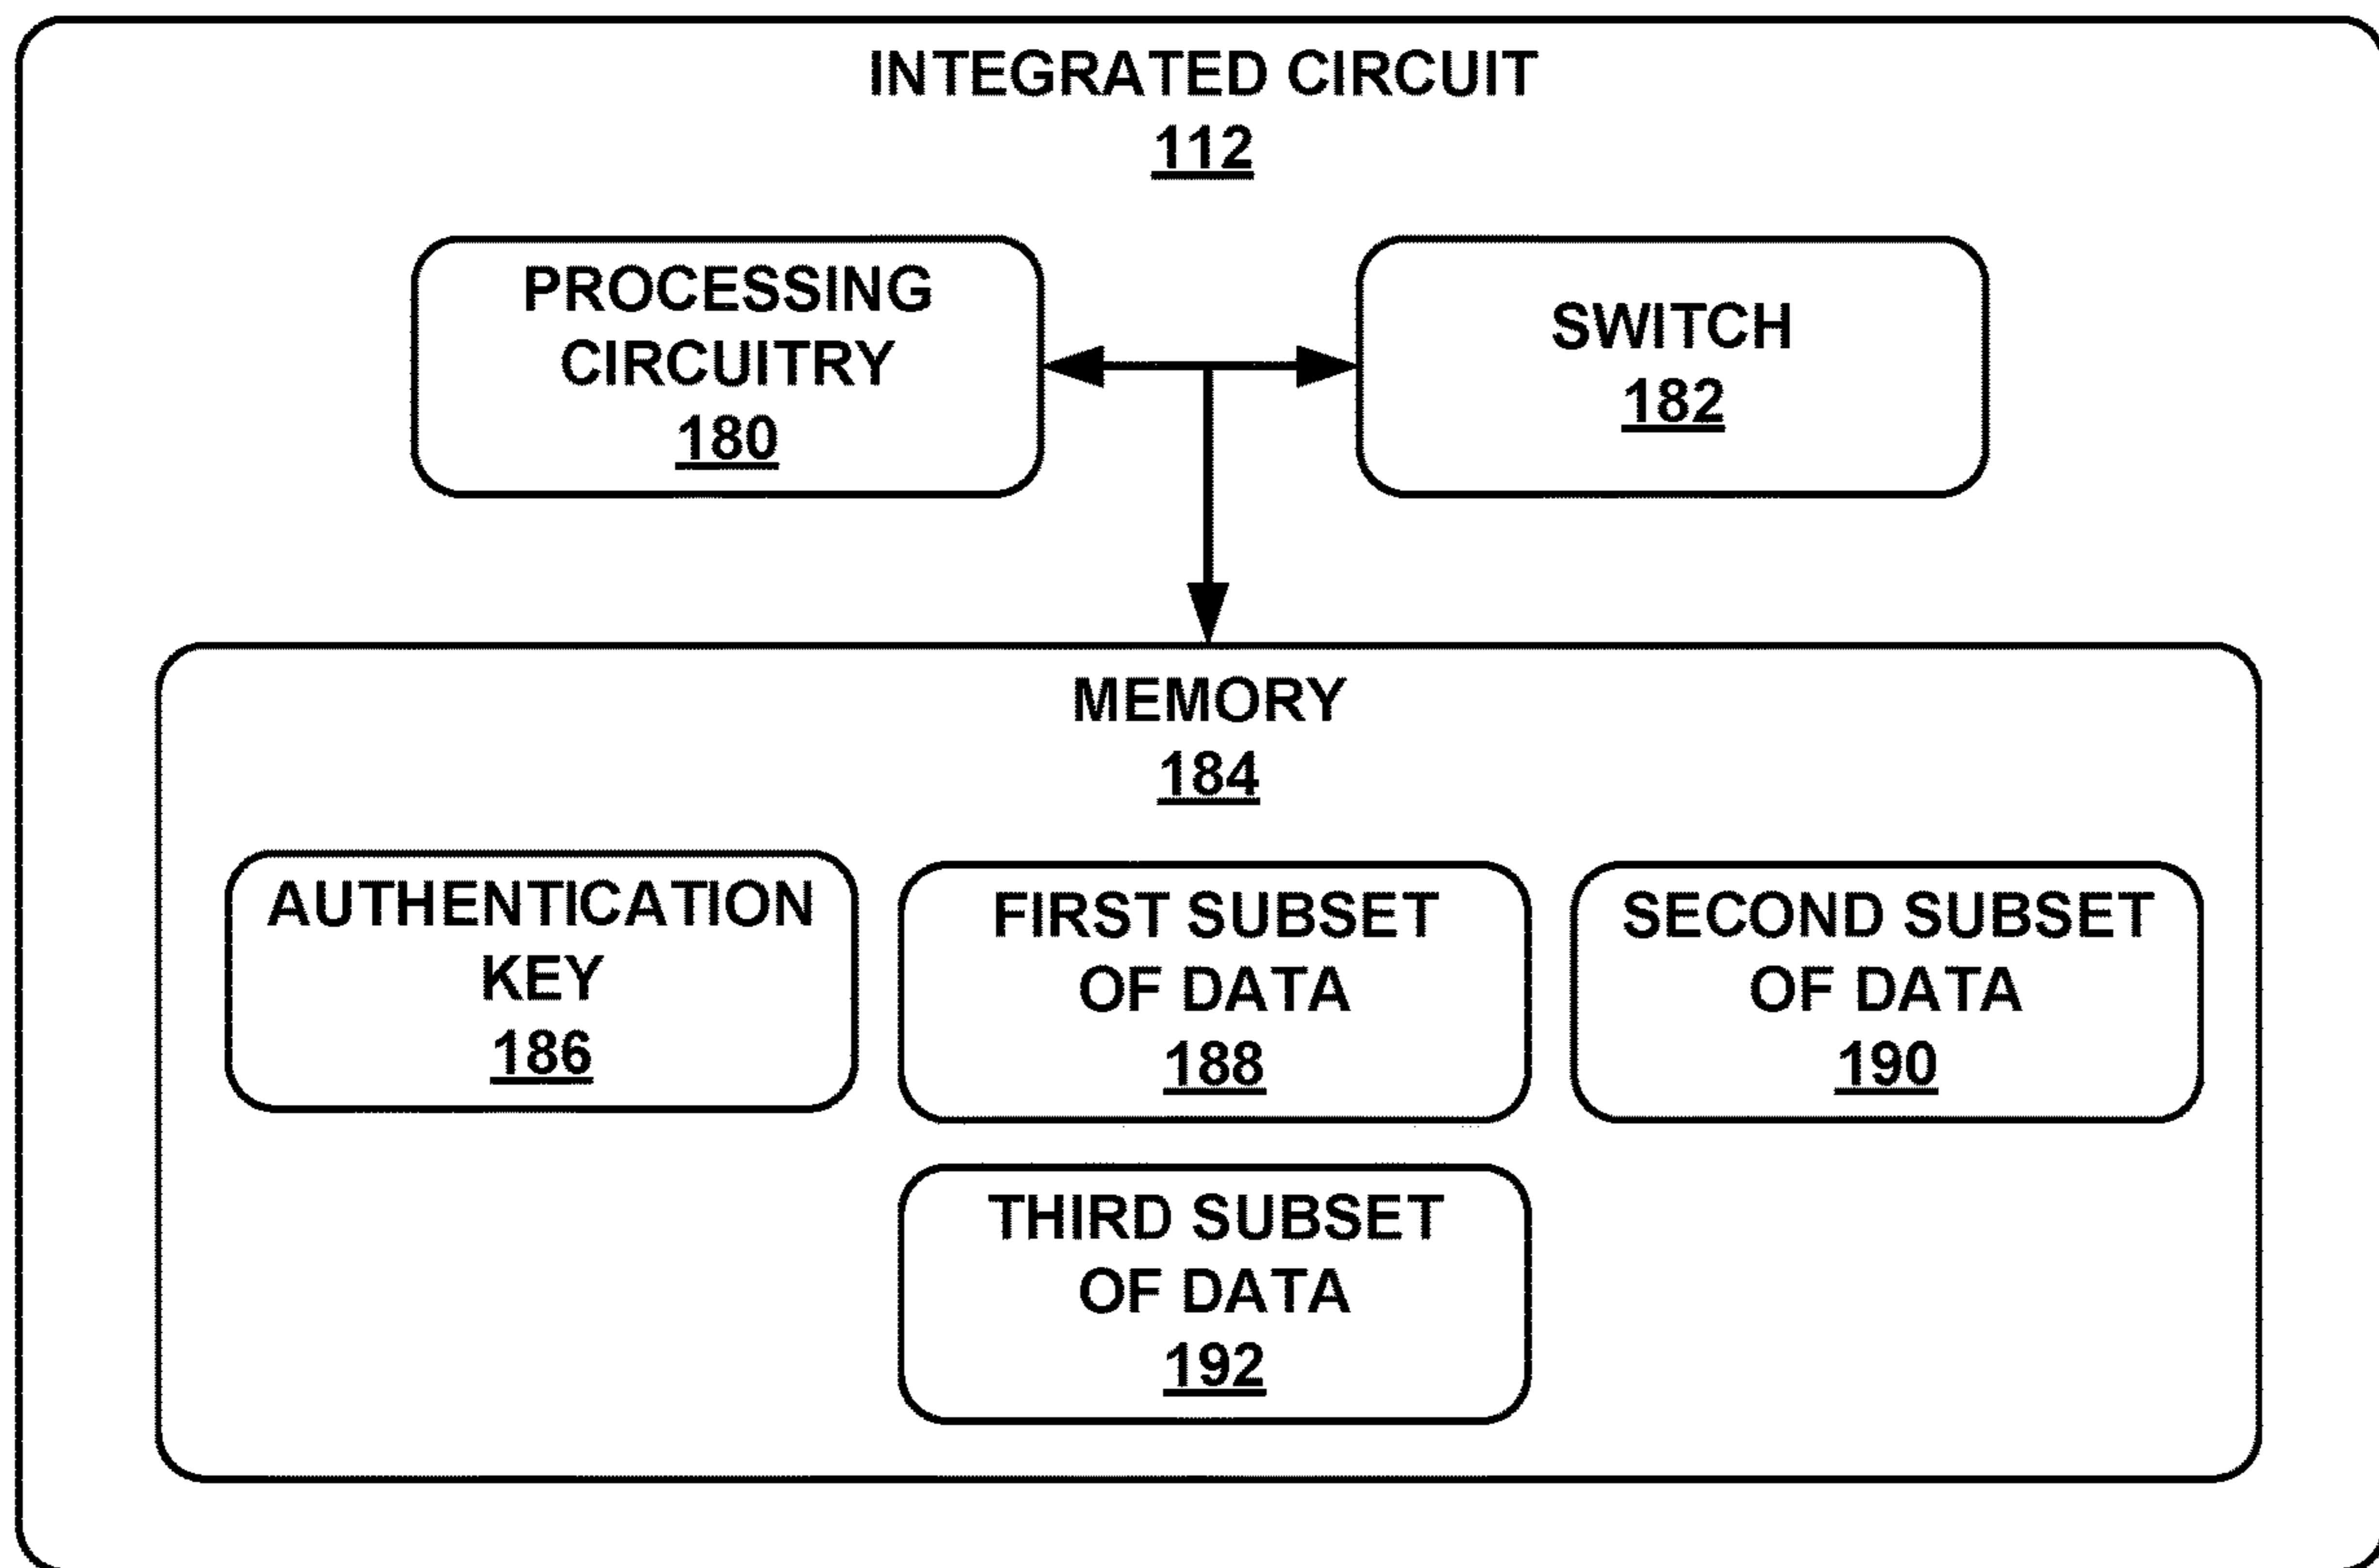 INTEGRATED CIRCUIT
112
PROCESSING
CIRCUITRY
180
SWITCH
182
MEMORY
184
AUTHENTICATION
KEY
186
FIRST SUBSET
OF DATA
188
SECOND SUBSET
OF DATA
190
THIRD SUBSET
OF DATA
192